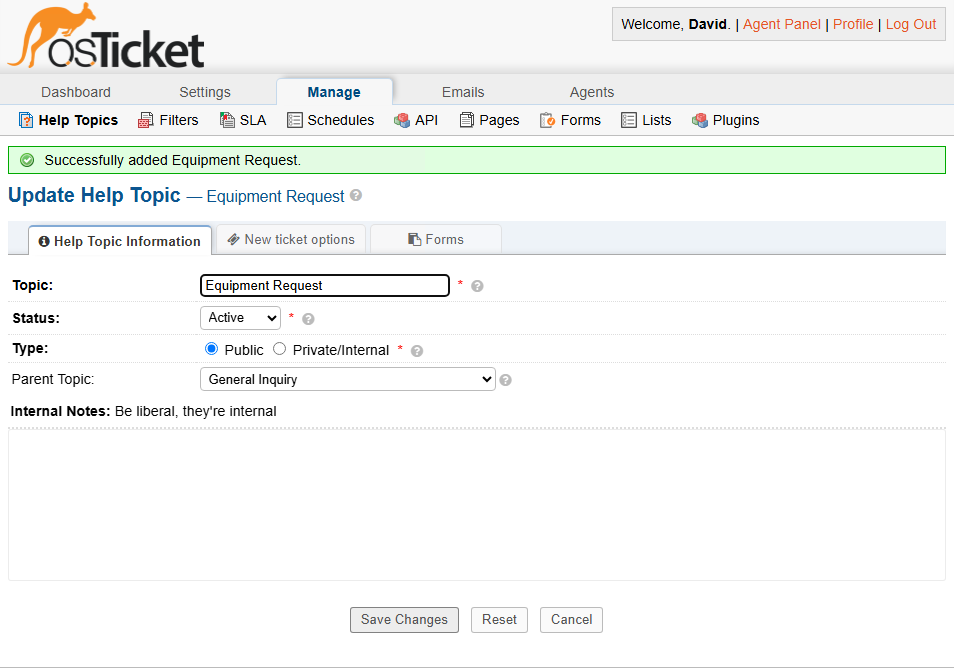 osTicket
Welcome, David. | Agent Panel | Profile | Log Out
Dashboard Settings Manage Emails Agents
Help Topics Filters SLA Schedules API Pages Forms Lists Plugins
Successfully added Equipment Request.
Update Help Topic — Equipment Request ?
Help Topic Information New ticket options Forms
Topic: Equipment Request * ?
Status: Active * ?
Type: Public Private/Internal * ?
Parent Topic: General Inquiry ?
Internal Notes: Be liberal, they're internal
Save Changes Reset Cancel